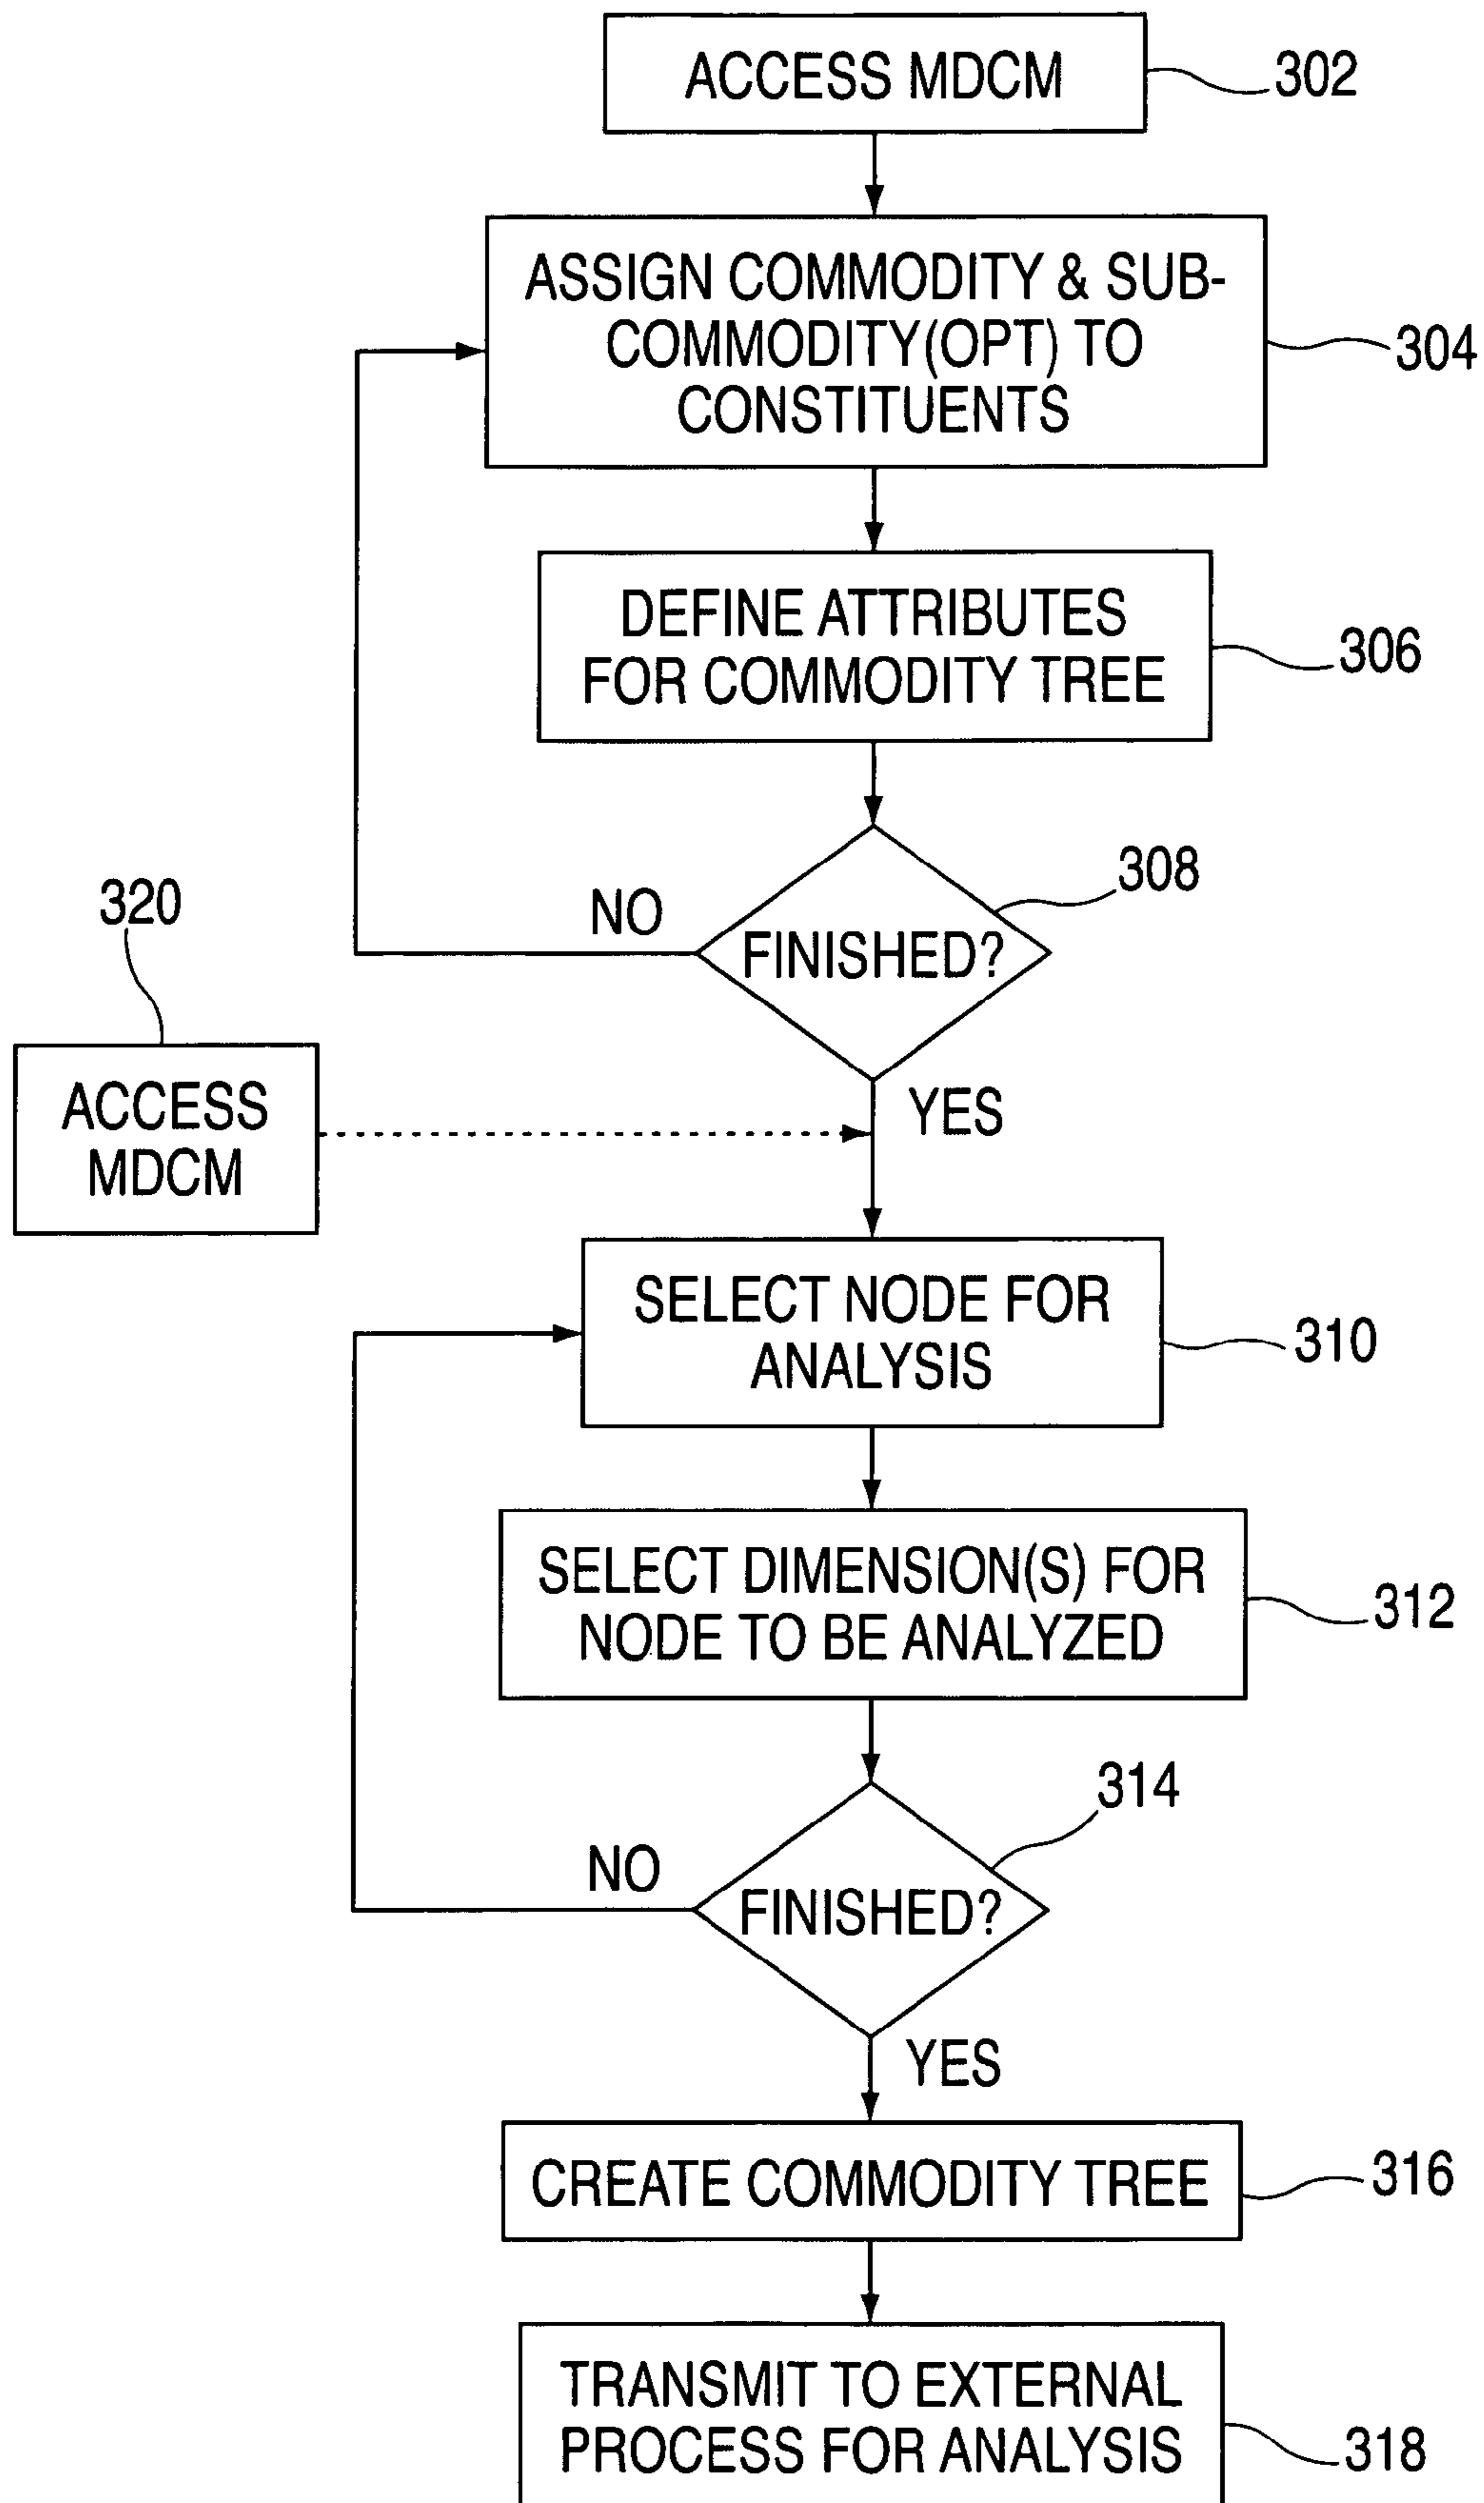 ACCESS MDCM
302
ASSIGN COMMODITY & SUB-
COMMODITY(OPT) TO
CONSTITUENTS
304
DEFINE ATTRIBUTES
FOR COMMODITY TREE
306
308
NO
FINISHED?
320
YES
ACCESS
MDCM
SELECT NODE FOR
ANALYSIS
310
SELECT DIMENSION(S) FOR
NODE TO BE ANALYZED
312
314
NO
FINISHED?
YES
CREATE COMMODITY TREE
316
TRANSMIT TO EXTERNAL
PROCESS FOR ANALYSIS
318